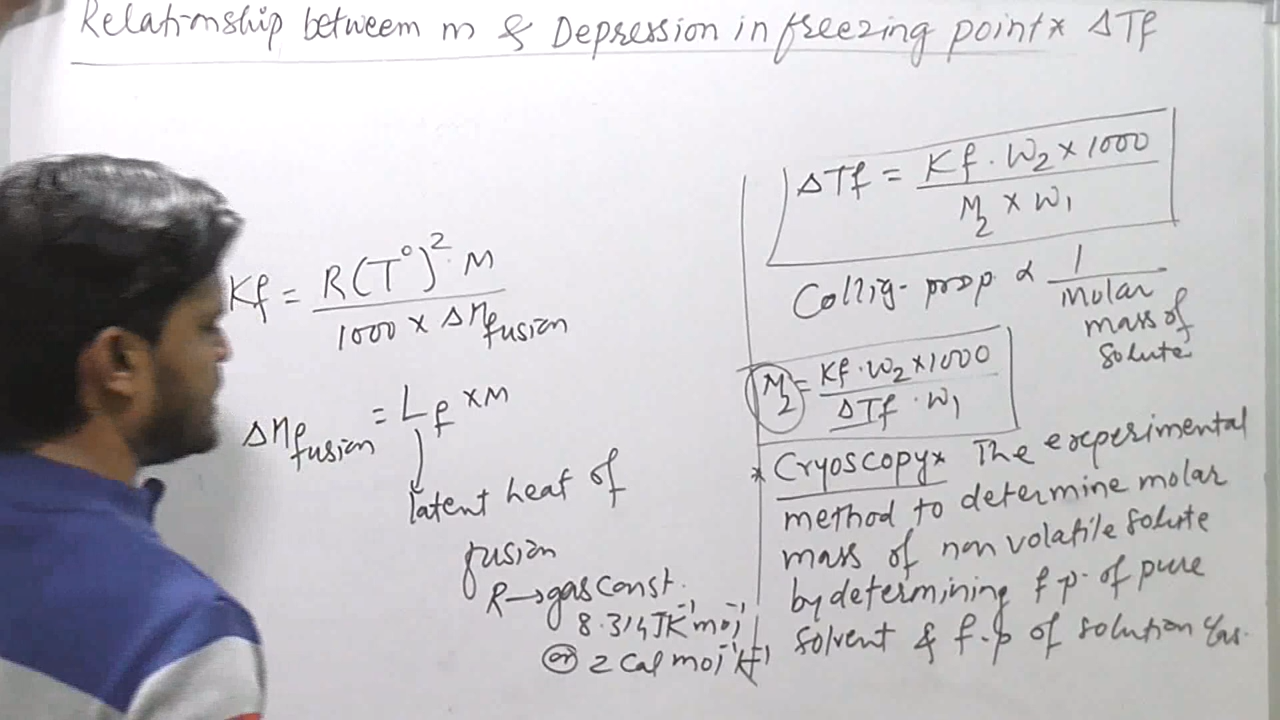 Relationship betweem m & Depression in freezing point* ΔTf
Kf = R(T°)². M / 1000 × ΔHfusion
ΔHfusion = Lf × M
latent heat of
fusion
R → gas const.
8.314 JK⁻¹ mol⁻¹
or 2 Cal mol⁻¹ K⁻¹
ΔTf = Kf . W₂ × 1000 / M₂ × W₁
Collig. prop ∝ 1 / Molar
mass of
solute
M₂ = Kf . W₂ × 1000 / ΔTf . W₁
* Cryoscopy* The experimental
method to determine molar
mass of non volatile solute
by determining f p. of pure
solvent & f.p of solution